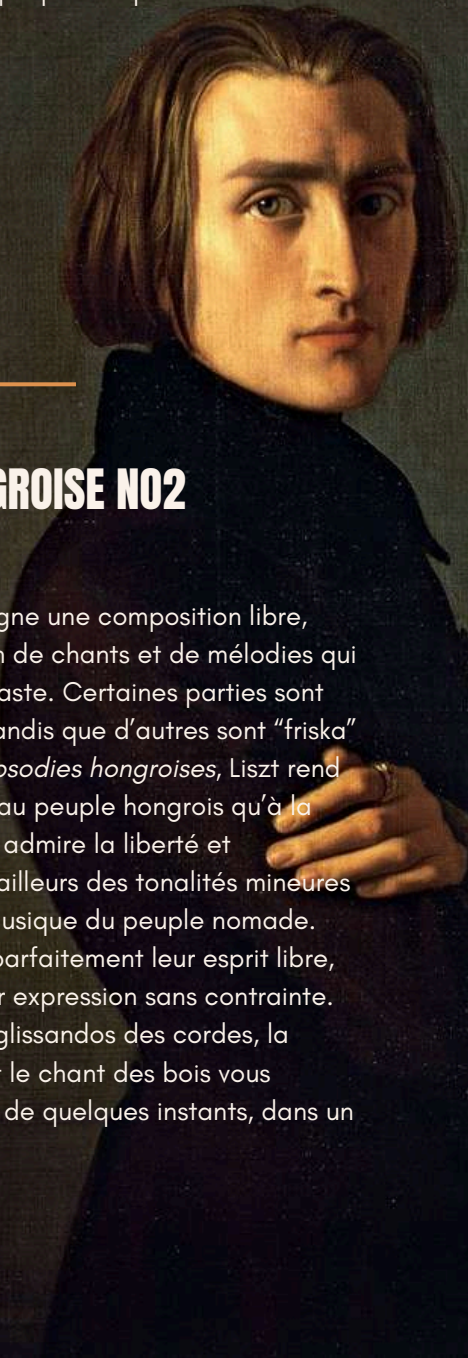 GROISE NO2
gne une composition libre,
n de chants et de mélodies qui
aste. Certaines parties sont
andis que d’autres sont “friska”
osodies hongroises, Liszt rend
au peuple hongrois qu’à la
admire la liberté et
ailleurs des tonalités mineures
usique du peuple nomade.
parfaitement leur esprit libre,
r expression sans contrainte.
glissandos des cordes, la
le chant des bois vous
de quelques instants, dans un